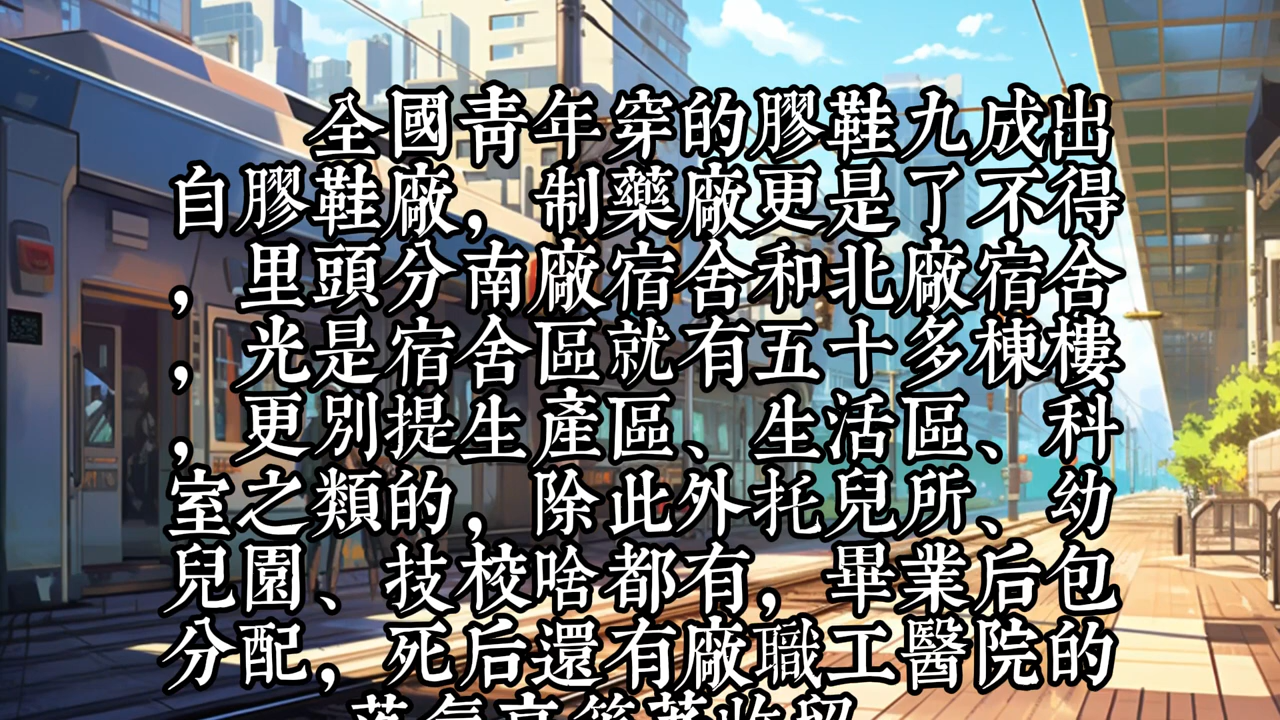 全國青年穿的膠鞋九成出
自膠鞋廠，制藥廠更是了不得
，里頭分南廠宿舍和北廠宿舍
，光是宿舍區就有五十多棟樓
，更別提生產區、生活區、科
室之類的，除此外托兒所、幼
兒園、技校啥都有，畢業后包
分配，死后還有廠職工醫院的